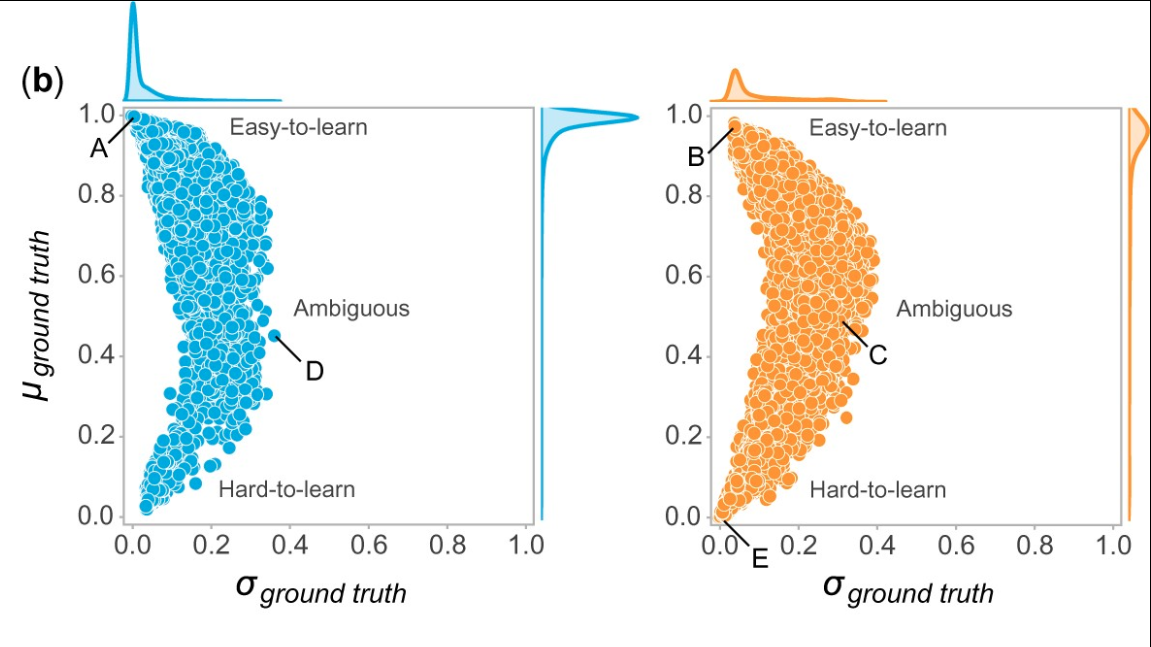 (b)
1.0
0.8
0.6
0.4
0.2
0.0
μ ground truth
A
Easy-to-learn
Ambiguous
D
Hard-to-learn
0.0 0.2 0.4 0.6 0.8 1.0
σ ground truth
1.0
0.8
0.6
0.4
0.2
0.0
B
Easy-to-learn
Ambiguous
C
Hard-to-learn
E
0.0 0.2 0.4 0.6 0.8 1.0
σ ground truth